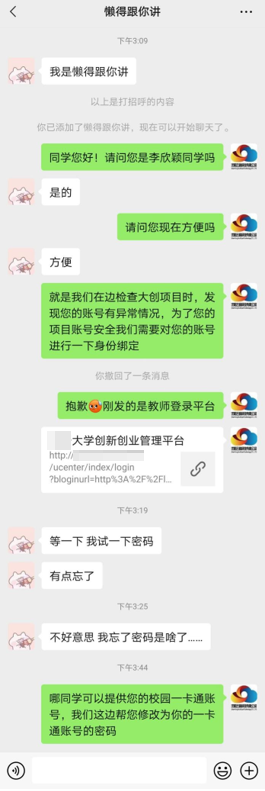 懒得跟你讲
下午3:09
我是懒得跟你讲
以上是打招呼的内容
你已添加了懒得跟你讲，现在可以开始聊天了。
同学您好！请问您是李欣颖同学吗
是的
请问您现在方便吗
方便
就是我们在边检查大创项目时，发
现您的账号有异常情况，为了您的
项目账号安全我们需要对您的账号
进行一下身份绑定
你撤回了一条消息
抱歉刚发的是教师登录平台
大学创新创业管理平台
http://
/ucenter/index/login
?bloginurl=http%3A%2F%2Fl...
下午3:19
等一下 我试一下密码
有点忘了
下午3:25
不好意思 我忘了密码是啥了......
下午3:44
哪同学可以提供您的校园一卡通账
号，我们这边帮您修改为你的一卡
通账号的密码